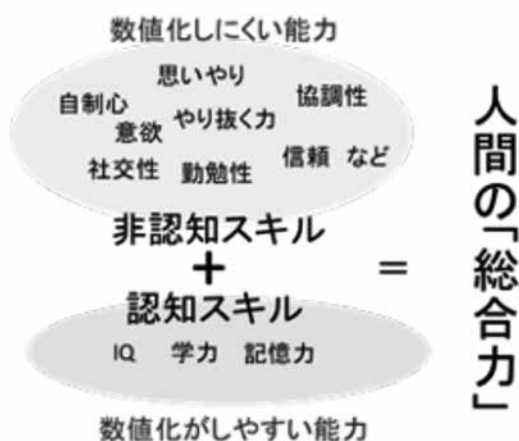 数値化しにくい能力
思いやり
自制心
協調性
意欲
やり抜く力
社交性
勤勉性
信頼 など
非認知スキル
+
認知スキル
IQ 学力 記憶力
数値化がしやすい能力
=
人間の「総合力」